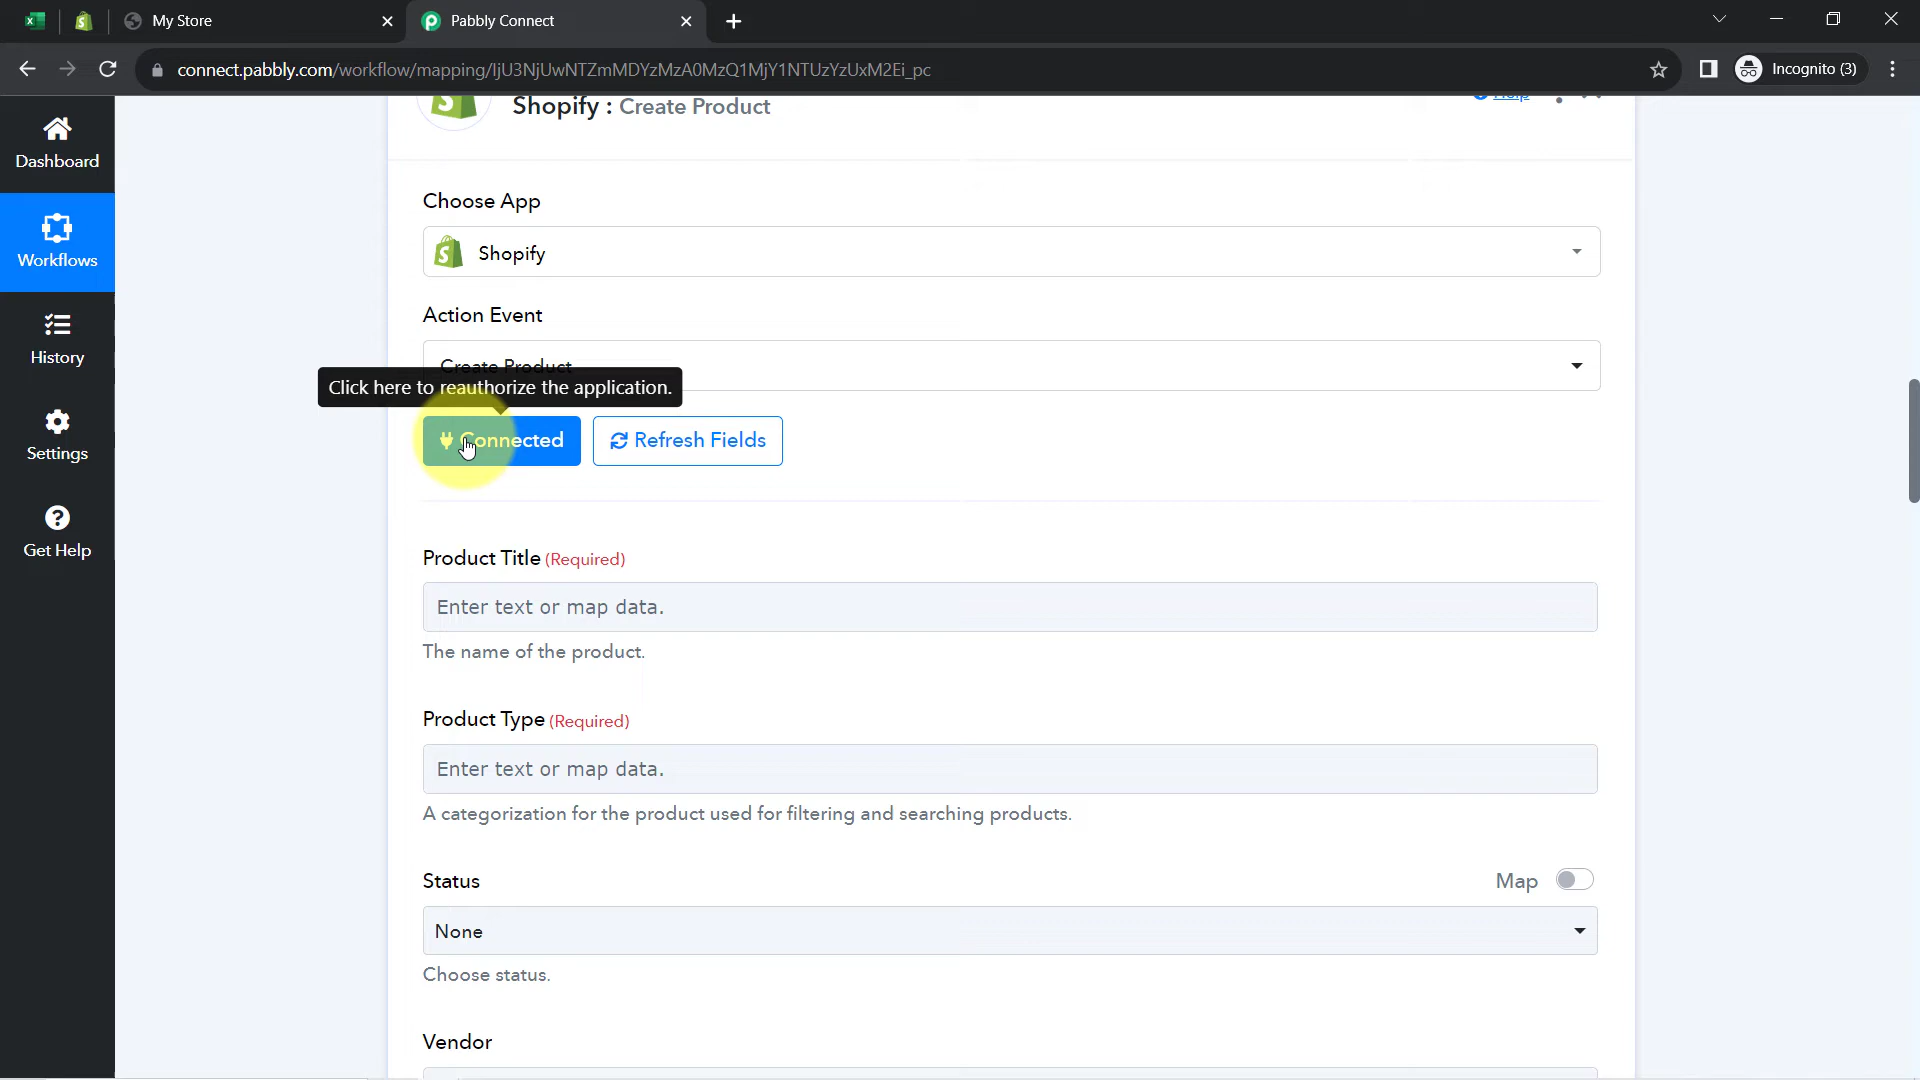 My Store
Pabbly Connect
connect.pabbly.com/workflow/mapping/IjU3NjUwNTZmMDYzMzA0MzQ1MjY1NTUzYzUxM2Ei_pc
Incognito (3)
Shopify : Create Product
Help
Dashboard
Workflows
History
Settings
Get Help
Choose App
Shopify
Action Event
Create Product
Click here to reauthorize the application.
Connected
Refresh Fields
Product Title (Required)
Enter text or map data.
The name of the product.
Product Type (Required)
Enter text or map data.
A categorization for the product used for filtering and searching products.
Status
Map
None
Choose status.
Vendor